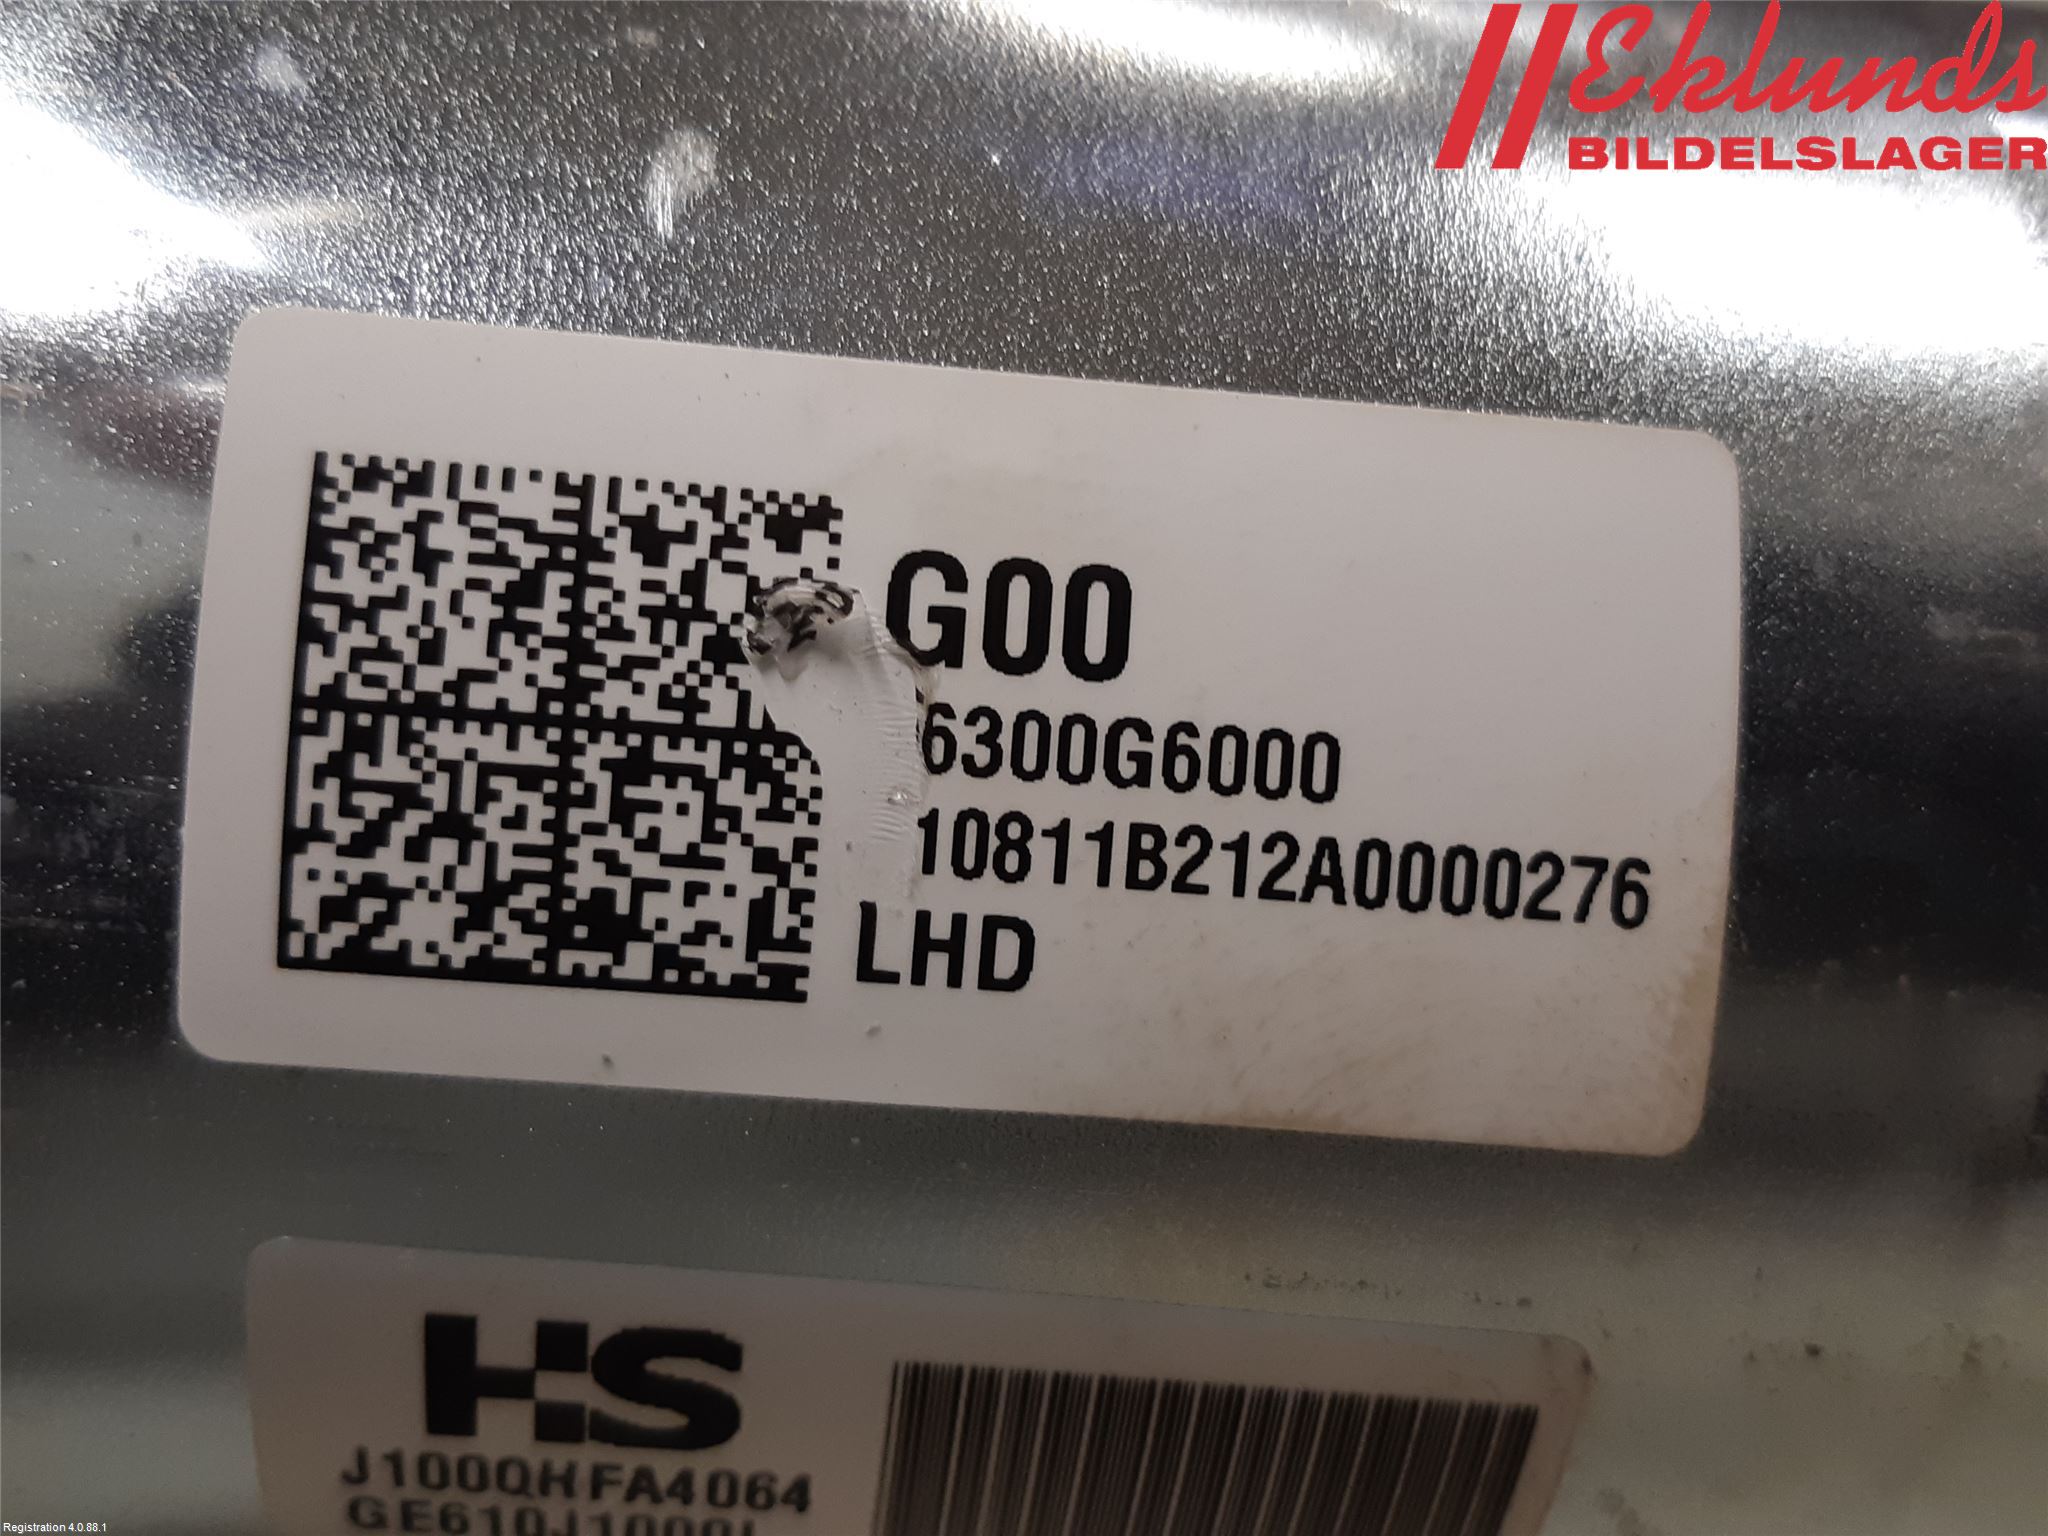 Eklunds
BILDELSLAGER
G00
6300G6000
10811B212A0000276
LHD
HS
J100QHFA4064
Registration 4.0.88.1